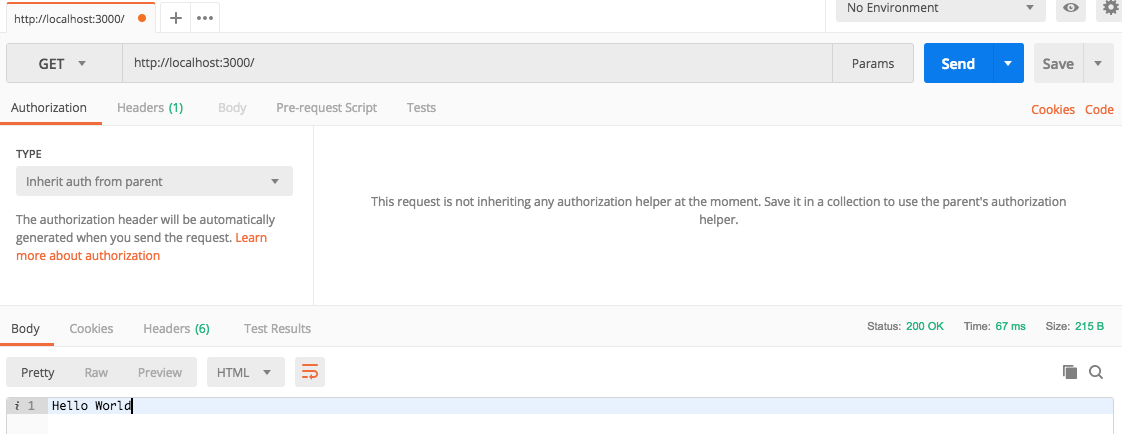 http://localhost:3000/
No Environment
GET http://localhost:3000/ Params Send Save
Authorization Headers (1) Body Pre-request Script Tests Cookies Code
TYPE
Inherit auth from parent
The authorization header will be automatically
generated when you send the request. Learn
more about authorization
This request is not inheriting any authorization helper at the moment. Save it in a collection to use the parent's authorization
helper.
Body Cookies Headers (6) Test Results Status: 200 OK Time: 67 ms Size: 215 B
Pretty Raw Preview HTML
i 1 Hello World